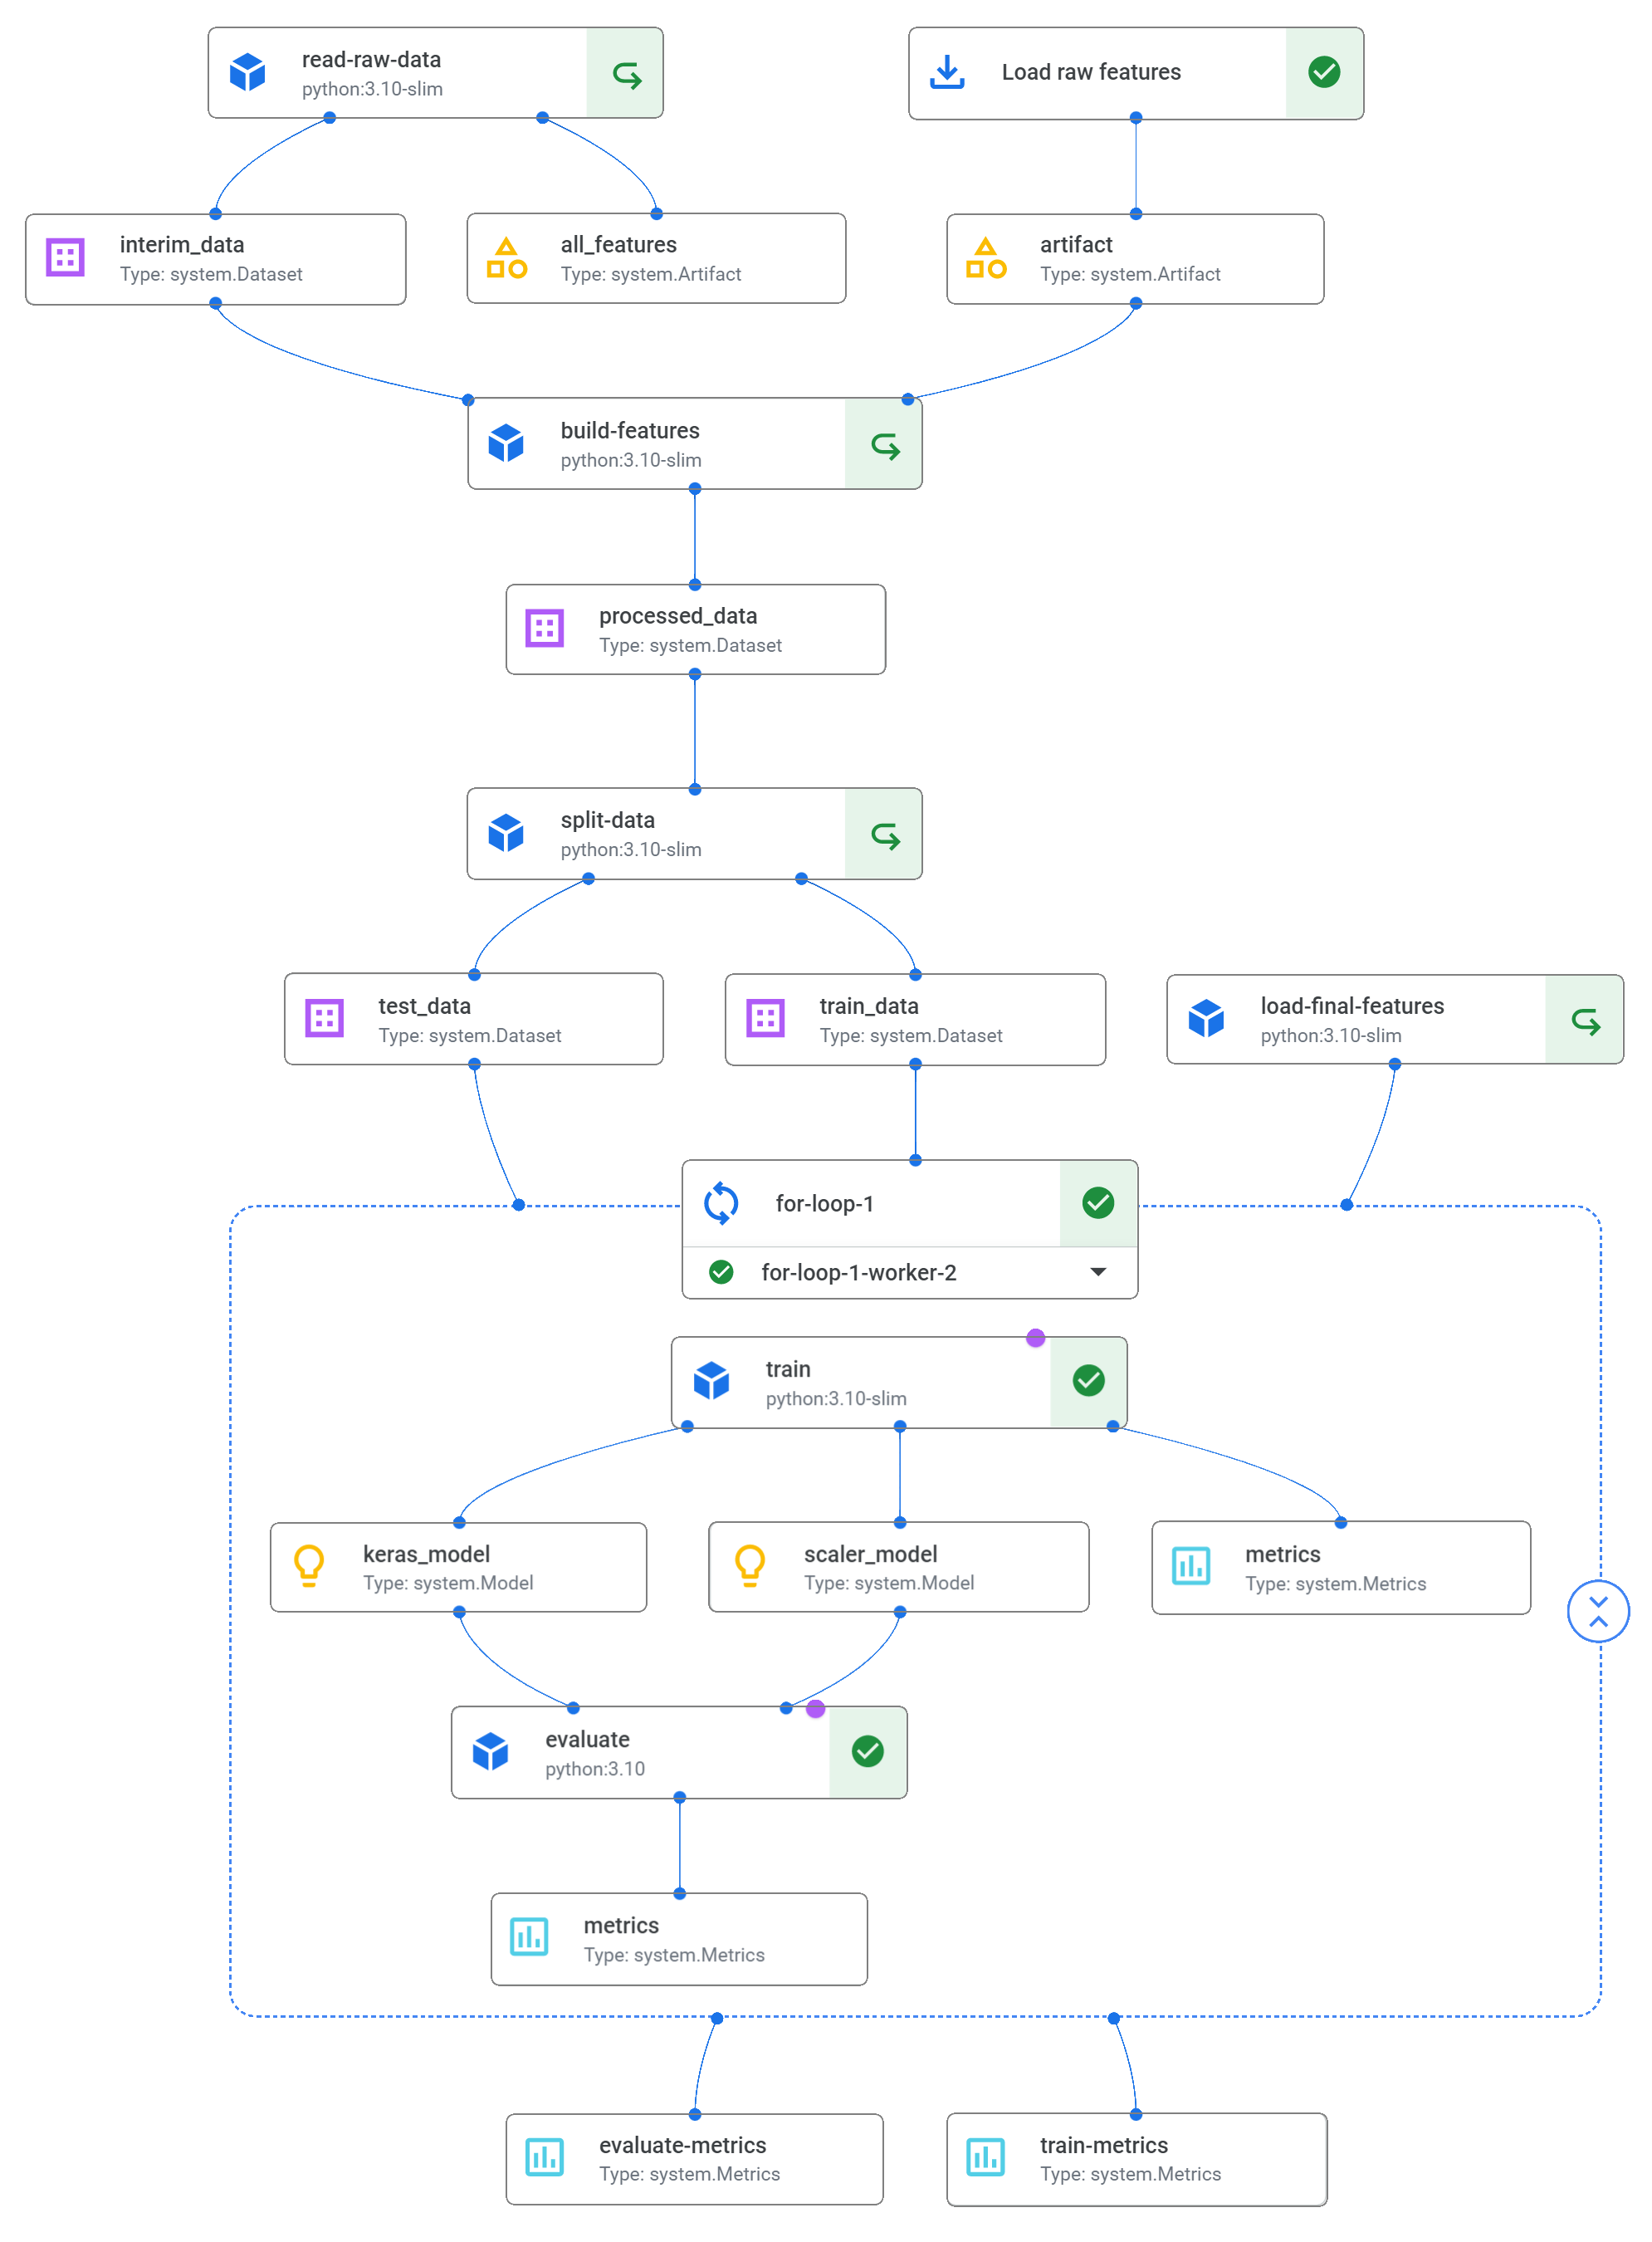 read-raw-data
python:3.10-slim
Load raw features
interim_data
Type: system.Dataset
all_features
Type: system.Artifact
artifact
Type: system.Artifact
build-features
python:3.10-slim
processed_data
Type: system.Dataset
split-data
python:3.10-slim
test_data
Type: system.Dataset
train_data
Type: system.Dataset
load-final-features
python:3.10-slim
for-loop-1
for-loop-1-worker-2
train
python:3.10-slim
keras_model
Type: system.Model
scaler_model
Type: system.Model
metrics
Type: system.Metrics
evaluate
python:3.10
metrics
Type: system.Metrics
evaluate-metrics
Type: system.Metrics
train-metrics
Type: system.Metrics